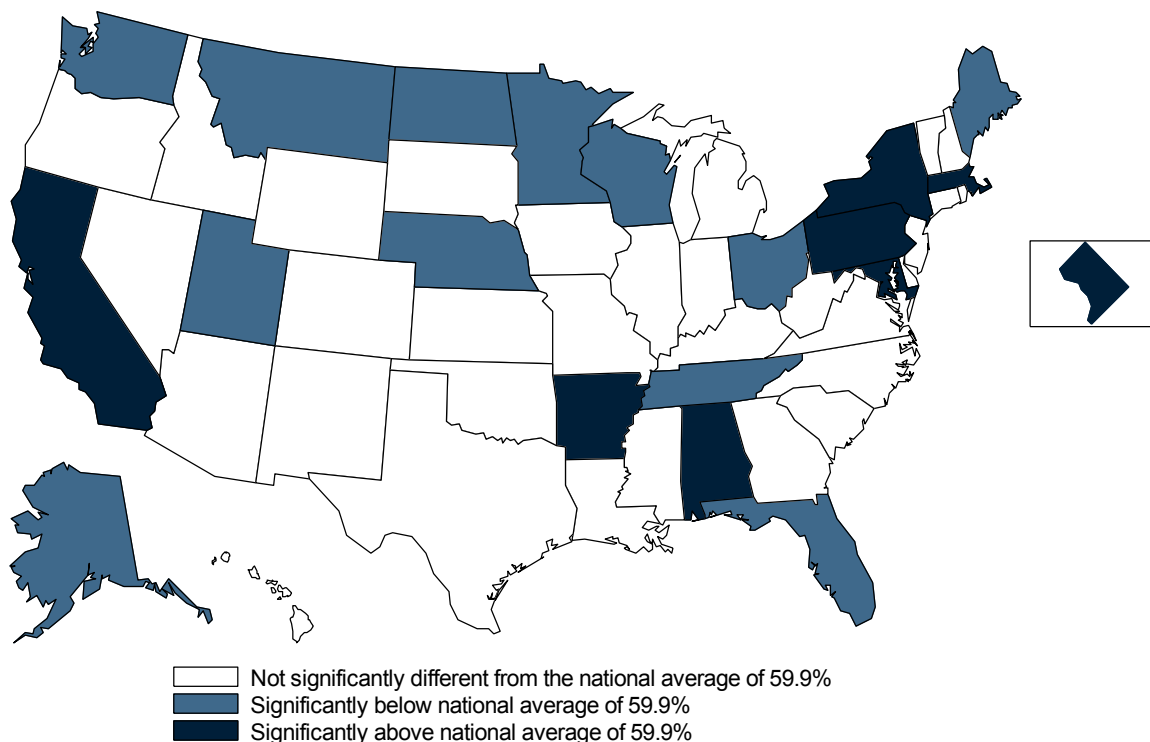 Not significantly different from the national average of 59.9%
Significantly below national average of 59.9%
Significantly above national average of 59.9%